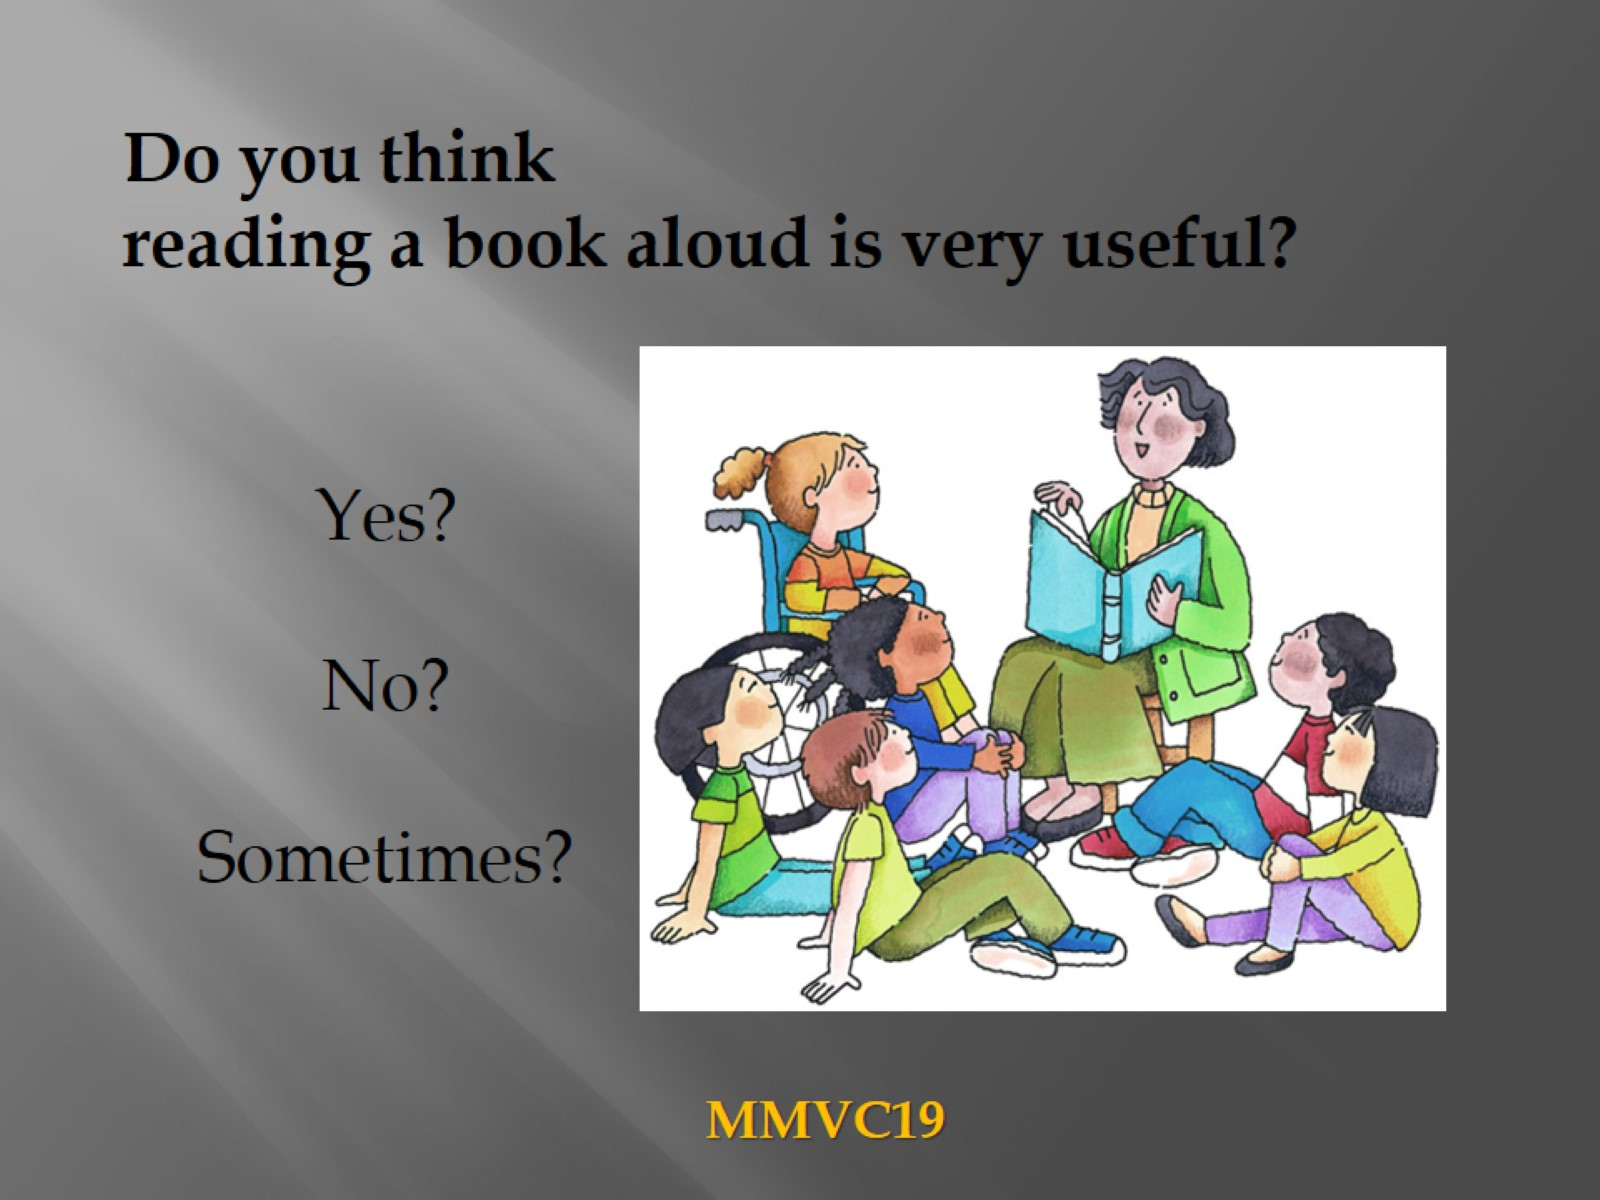 Do you think
reading a book aloud is very useful?
Yes?
No?
Sometimes?
MMVC19